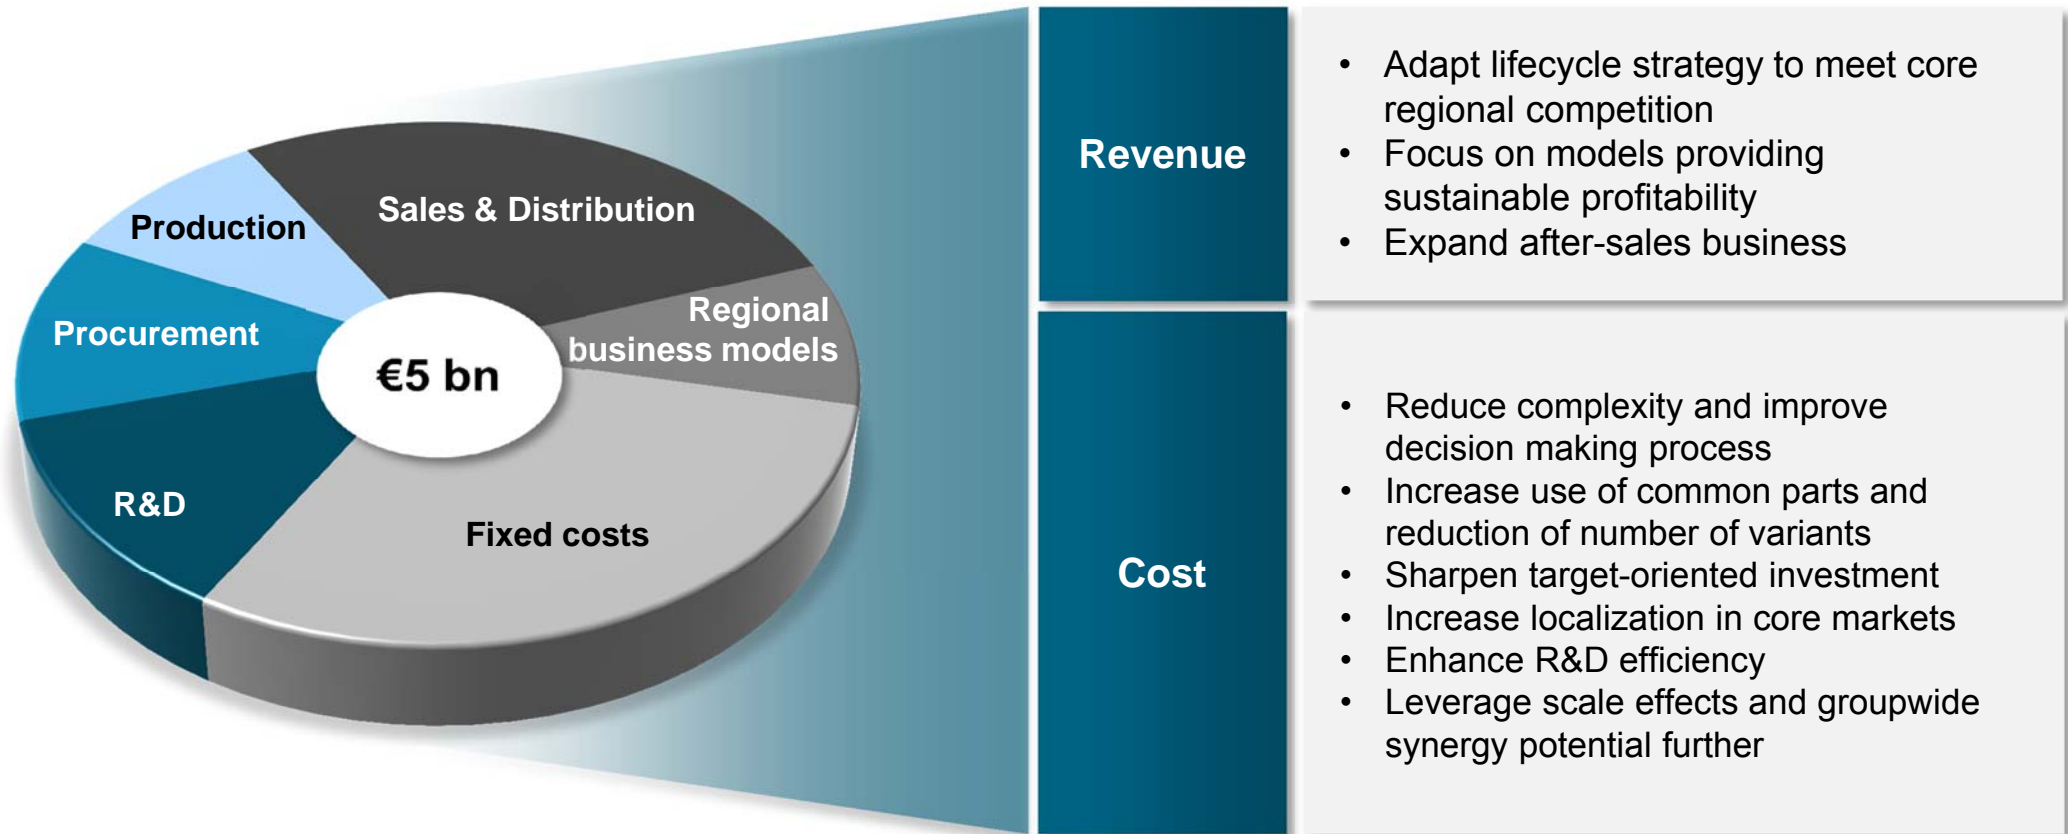 Sales & Distribution
Production
Regional
business models
Procurement
€5 bn
R&D
Fixed costs
Revenue
• Adapt lifecycle strategy to meet core
regional competition
• Focus on models providing
sustainable profitability
• Expand after-sales business
Cost
• Reduce complexity and improve
decision making process
• Increase use of common parts and
reduction of number of variants
• Sharpen target-oriented investment
• Increase localization in core markets
• Enhance R&D efficiency
• Leverage scale effects and groupwide
synergy potential further